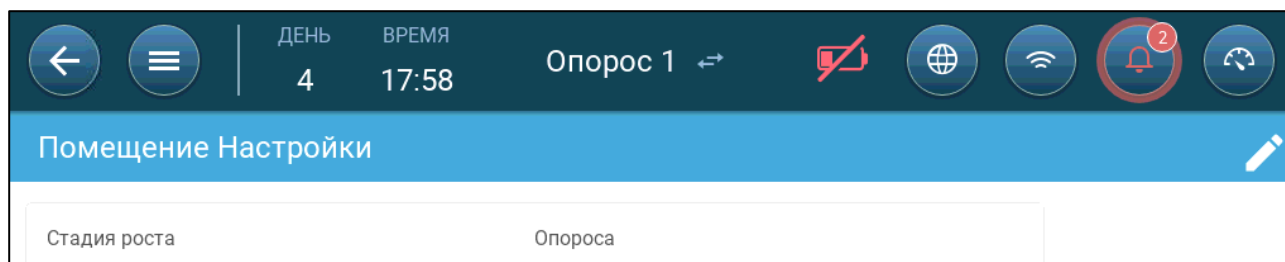 ДЕНЬ ВРЕМЯ
4 17:58 Опорос 1 2
Помещение Настройки
Стадия роста Опороса